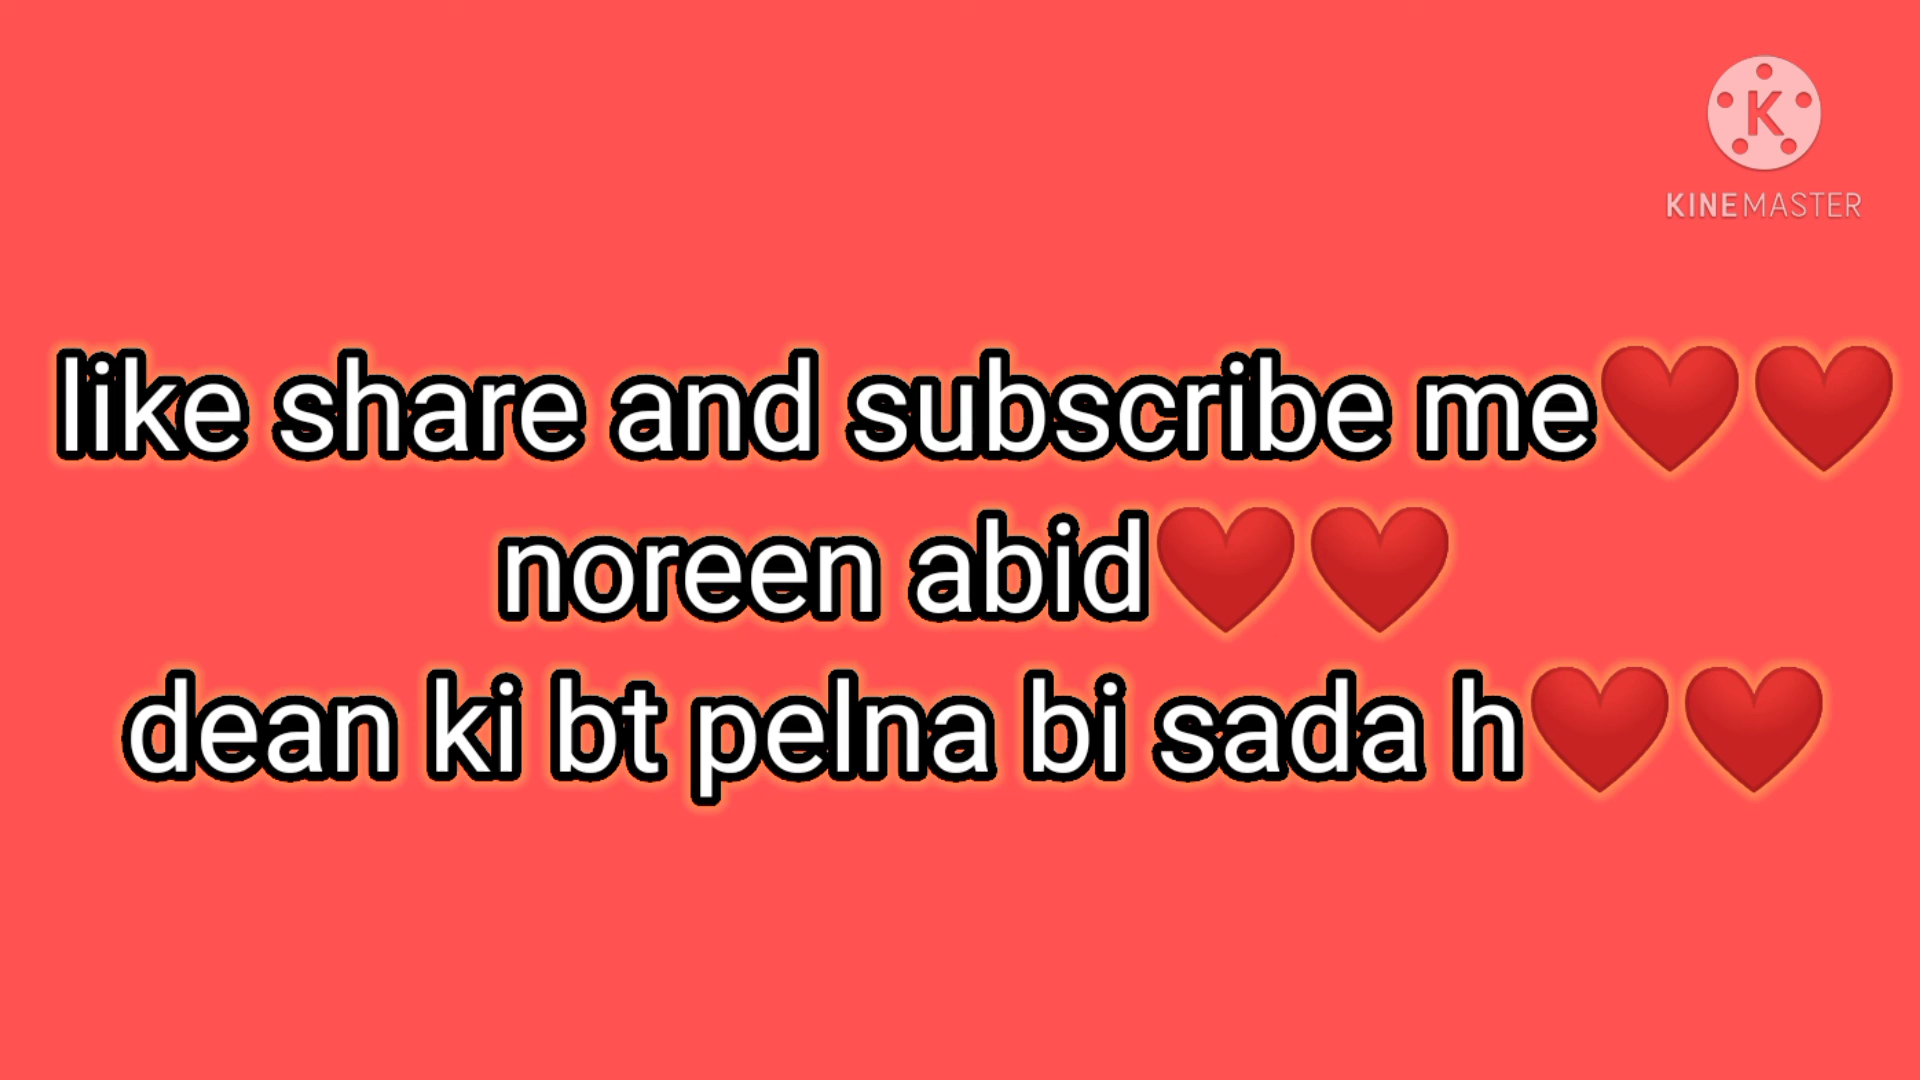 KINEMASTER
like share and subscribe me❤️❤️
noreen abid❤️❤️
dean ki bt pelna bi sada h❤️❤️